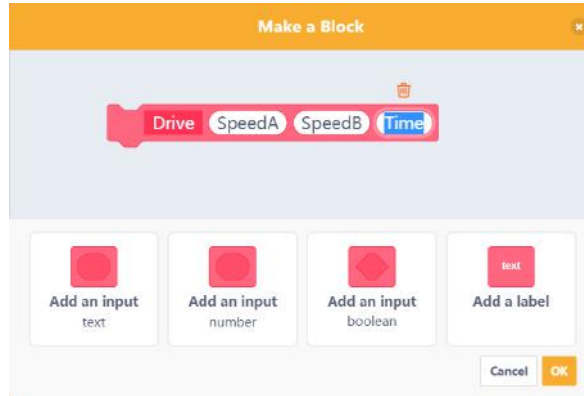 Make a Block
Drive SpeedA SpeedB Time
text
Add an input
text
Add an input
number
Add an input
boolean
Add a label
Cancel OK